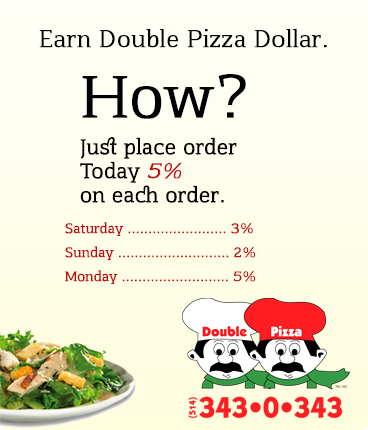 Earn Double Pizza Dollar.
How?
Just place order
Today 5%
on each order.
Saturday ........................ 3%
Sunday ........................... 2%
Monday .......................... 5%
Double Pizza
(514) 343•0•343